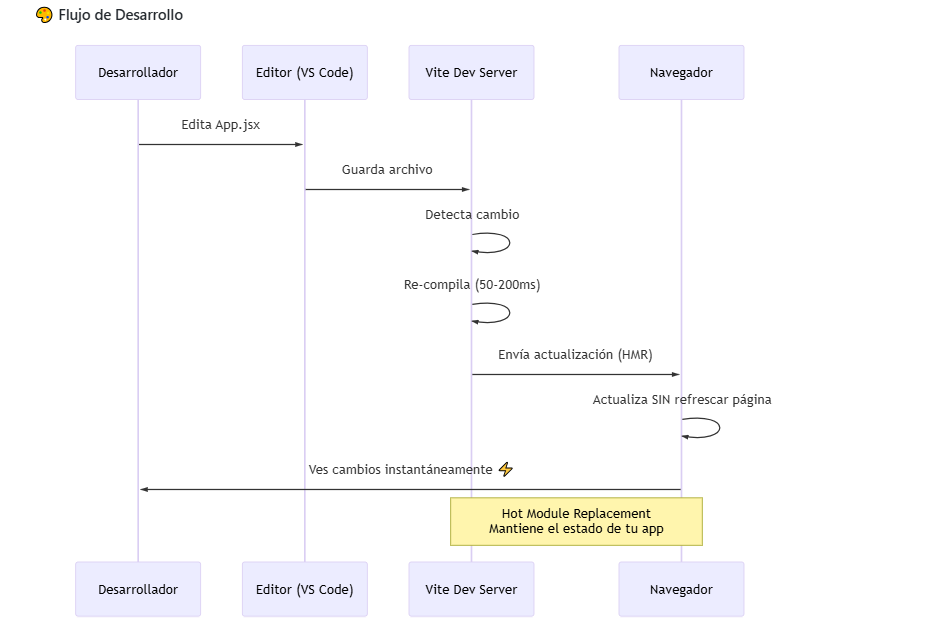 🎨 Flujo de Desarrollo
Desarrollador
Editor (VS Code)
Vite Dev Server
Navegador
Edita App.jsx
Guarda archivo
Detecta cambio
Re-compila (50-200ms)
Envía actualización (HMR)
Actualiza SIN refrescar página
Ves cambios instantáneamente ⚡
Hot Module Replacement
Mantiene el estado de tu app
Desarrollador
Editor (VS Code)
Vite Dev Server
Navegador